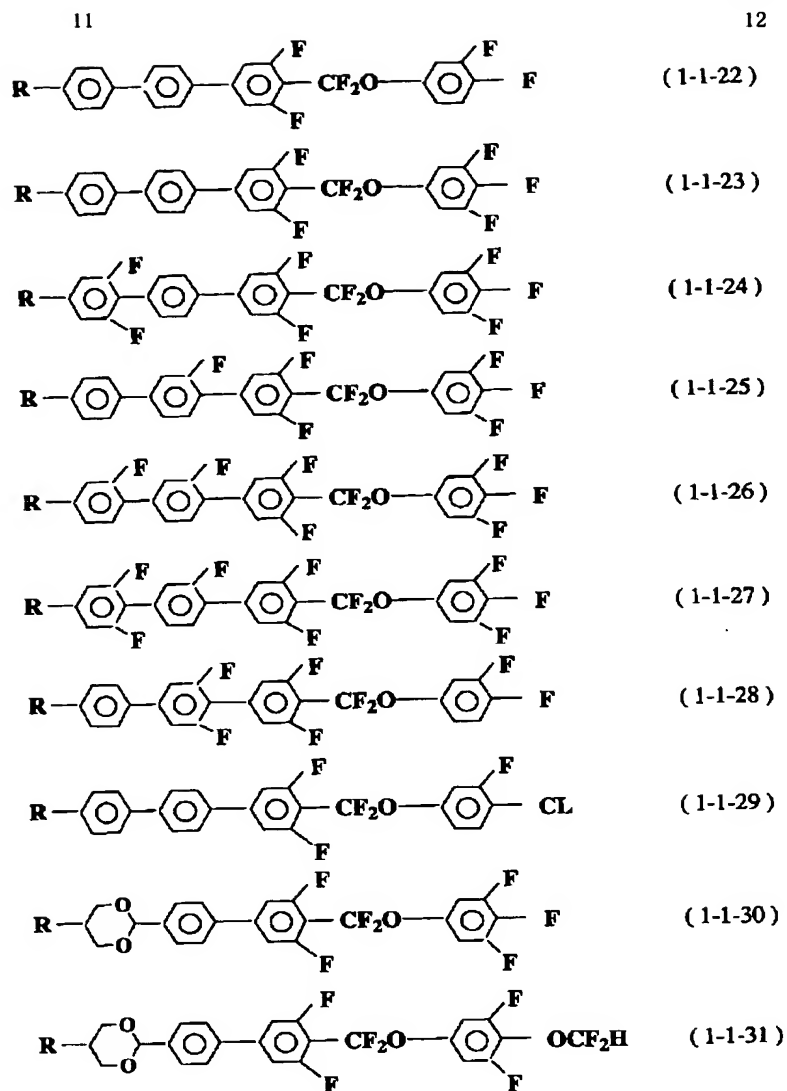 11 12
F F
R CF₂O F (1-1-22)
F
F F
R CF₂O F (1-1-23)
F F
F F F
R CF₂O F (1-1-24)
F F F
F F F
R CF₂O F (1-1-25)
F F
F F F F
R CF₂O F (1-1-26)
F F
F F F F
R CF₂O F (1-1-27)
F F F
F F F
R CF₂O F (1-1-28)
F F
F F
R CF₂O CL (1-1-29)
F
F F
O
R CF₂O F (1-1-30)
O
F F
F F
O
R CF₂O OCF₂H (1-1-31)
O
F F